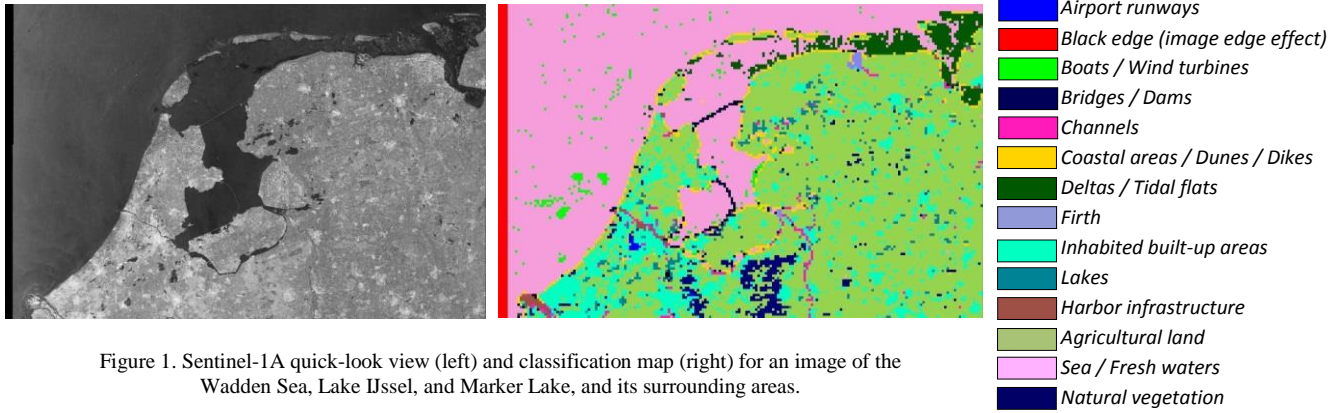 Airport runways
Black edge (image edge effect)
Boats / Wind turbines
Bridges / Dams
Channels
Coastal areas / Dunes / Dikes
Deltas / Tidal flats
Firth
Inhabited built-up areas
Lakes
Harbor infrastructure
Agricultural land
Sea / Fresh waters
Natural vegetation
Figure 1. Sentinel-1A quick-look view (left) and classification map (right) for an image of the
Wadden Sea, Lake IJssel, and Marker Lake, and its surrounding areas.